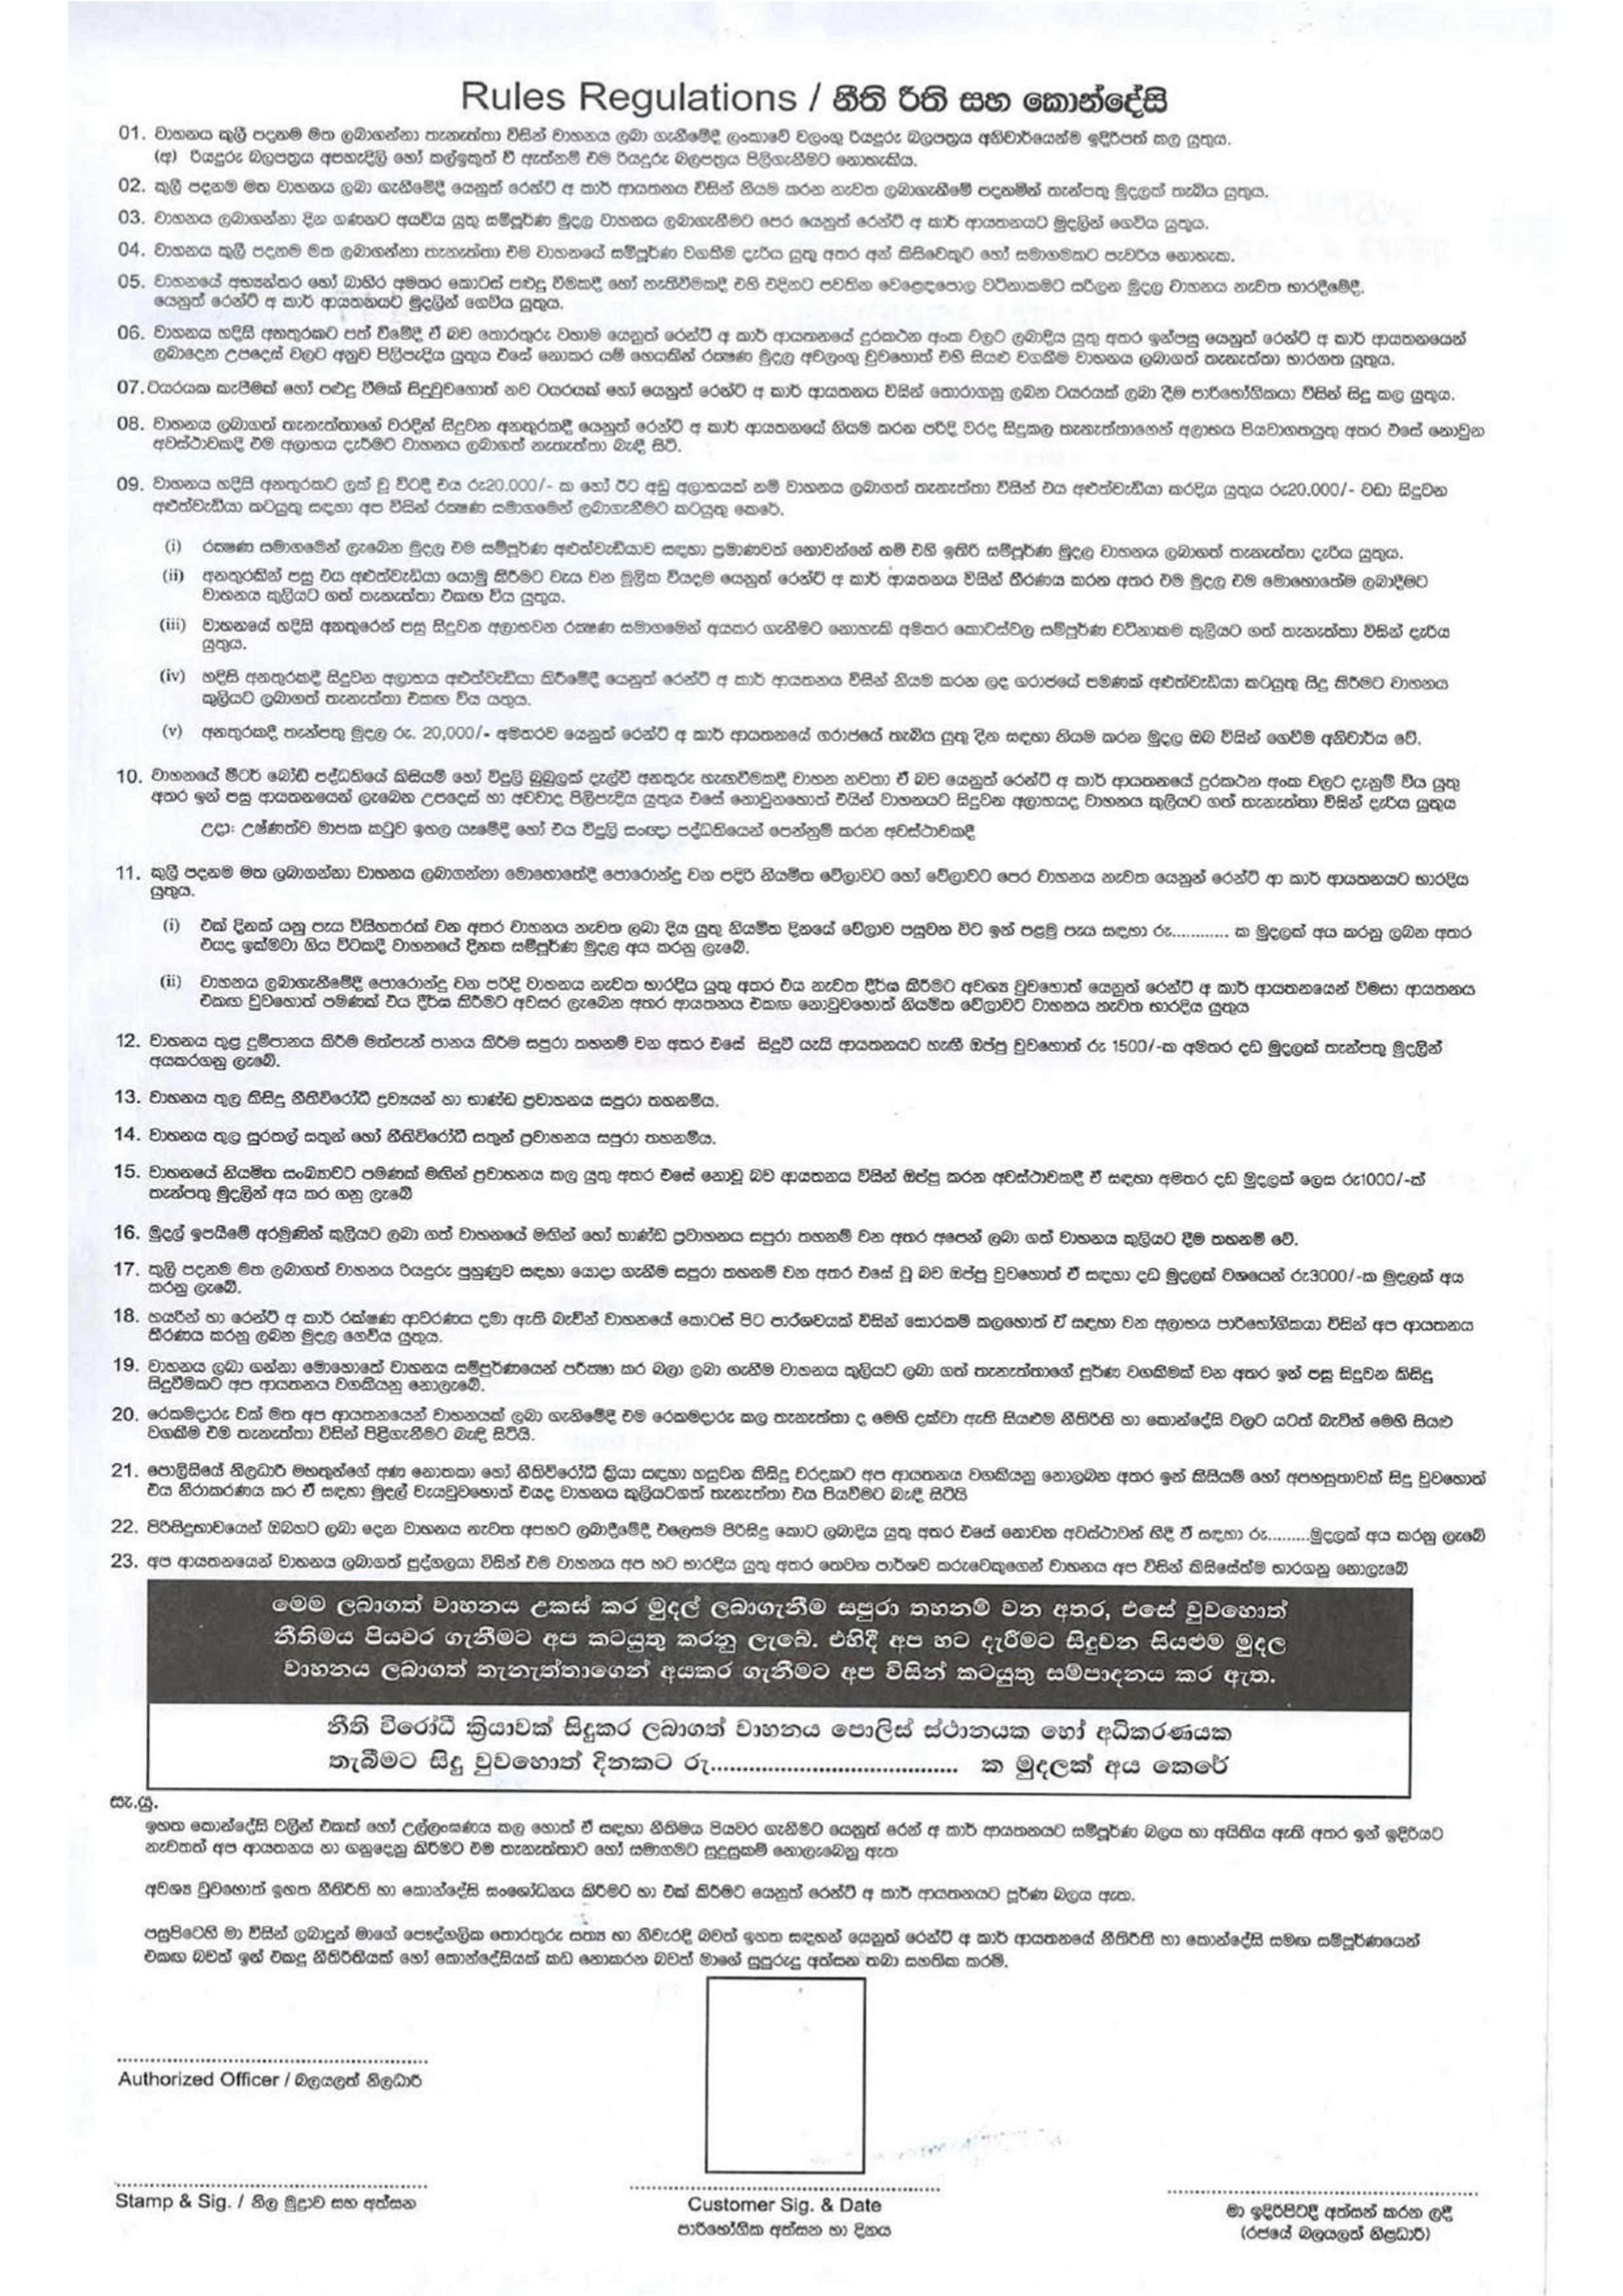 Rules Regulations / නීති රීති සහ කොන්දේසි
01. වාහනය කුලී පදනම මත ලබාගන්නා තැනැත්තා විසින් වාහනය ලබා ගැනීමේදී ලංකාවේ වලංගු රියදුරු බලපත්‍රය අනිවාර්යෙන්ම ඉදිරිපත් කල යුතුය.
(අ) රියදුරු බලපත්‍රය අපහැදිලි හෝ කල්ඉකුත් වී ඇත්නම් එම රියදුරු බලපත්‍රය පිලිගැනීමට නොහැකිය.
02. කුලී පදනම මත වාහනය ලබා ගැනීමේදී යෙනුත් රෙන්ට් අ කාර් ආයතනය විසින් නියම කරන නැවත ලබාගැනීමේ පදනමින් තැන්පතු මුදලක් තැබිය යුතුය.
03. වාහනය ලබාගන්නා දින ගණනට අයවිය යුතු සම්පූර්ණ මුදල වාහනය ලබාගැනීමට පෙර යෙනුත් රෙන්ට් අ කාර් ආයතනයට මුදලින් ගෙවිය යුතුය.
04. වාහනය කුලී පදනම මත ලබාගන්නා තැනැත්තා එම වාහනයේ සම්පූර්ණ වගකීම දැරිය යුතු අතර අන් කිසිවෙකුට හෝ සමාගමකට පැවරිය නොහැක.
05. වාහනයේ අභ්‍යන්තර හෝ බාහිර අමතර කොටස් පළුදු වීමකදී හෝ නැතිවීමකදී එහි එදිනට පවතින වෙළෙඳපොල වටිනාකමට සරිලන මුදල වාහනය නැවත භාරදීමේදී.
යෙනුත් රෙන්ට් අ කාර් ආයතනයට මුදලින් ගෙවිය යුතුය.
06. වාහනය හදිසි අනතුරකට පත් වීමේදී ඒ බව තොරතුරු වහාම යෙනුත් රෙන්ට් අ කාර් ආයතනයේ දුරකථන අංක වලට ලබාදිය යුතු අතර ඉන්පසු යෙනුත් රෙන්ට් අ කාර් ආයතනයෙන්
ලබාදෙන උපදෙස් වලට අනුව පිලිපැදිය යුතුය එසේ නොකර යම් හෙයකින් රක්ෂණ මුදල අවලංගු වුවහොත් එහි සියළු වගකීම වාහනය ලබාගත් තැනැත්තා භාරගත යුතුය.
07. ටයරයක කැපීමක් හෝ පළුදු වීමක් සිදුවුවහොත් නව ටයරයක් හෝ යෙනුත් රෙන්ට් අ කාර් ආයතනය විසින් තොරාගනු ලබන ටයරයක් ලබා දීම පාරිභෝගිකයා විසින් සිදු කල යුතුය.
08. වාහනය ලබාගත් තැනැත්තාගේ වරදින් සිදුවන අනතුරකදී යෙනුත් රෙන්ට් අ කාර් ආයතනයේ නියම කරන පරිදි වරද සිදුකල තැනැත්තාගෙන් අලාභය පියවාගතයුතු අතර එසේ නොවුන
අවස්ථාවකදී එම අලාභය දැරීමට වාහනය ලබාගත් තැනැත්තා බැඳී සිටී.
09. වාහනය හදිසි අනතුරකට ලක් වූ විටදී එය රු20.000/- ක හෝ ඊට අඩු අලාභයක් නම් වාහනය ලබාගත් තැනැත්තා විසින් එය අළුත්වැඩියා කරදිය යුතුය රු20.000/- වඩා සිදුවන
අළුත්වැඩියා කටයුතු සඳහා අප විසින් රක්ෂණ සමාගමෙන් ලබාගැනීමට කටයුතු කෙරේ.
(i) රක්ෂණ සමාගමෙන් ලැබෙන මුදල එම සම්පූර්ණ අළුත්වැඩියාව සඳහා ප්‍රමාණවත් නොවන්නේ නම් එහි ඉතිරි සම්පූර්ණ මුදල වාහනය ලබාගත් තැනැත්තා දැරිය යුතුය.
(ii) අනතුරකින් පසු එය අළුත්වැඩියා යොමු කිරීමට වැය වන මූලික වියදම යෙනුත් රෙන්ට් අ කාර් ආයතනය විසින් තීරණය කරන අතර එම මුදල එම මොහොතේම ලබාදීමට
වාහනය කුලියට ගත් තැනැත්තා එකඟ විය යුතුය.
(iii) වාහනයේ හදිසි අනතුරෙන් පසු සිදුවන අලාභවන රක්ෂණ සමාගමෙන් අයකර ගැනීමට නොහැකි අමතර කොටස්වල සම්පූර්ණ වටිනාකම කුලියට ගත් තැනැත්තා විසින් දැරිය
යුතුය.
(iv) හදිසි අනතුරකදී සිදුවන අලාභය අළුත්වැඩියා කිරීමේදී යෙනුත් රෙන්ට් අ කාර් ආයතනය විසින් නියම කරන ලද ගරාජයේ පමණක් අළුත්වැඩියා කටයුතු සිදු කිරීමට වාහනය
කුලියට ලබාගත් තැනැත්තා එකඟ විය යතුය.
(v) අනතුරකදී තැන්පතු මුදල රු. 20,000/- අමතරව යෙනුත් රෙන්ට් අ කාර් ආයතනයේ ගරාජයේ තැබිය යුතු දින සඳහා නියම කරන මුදල ඔබ විසින් ගෙවීම අනිවාර්ය වේ.
10. වාහනයේ මීටර් බෝඩ් පද්ධතියේ කිසියම් හෝ විදුලි බුබුලක් දැල්වී අනතුරු හැඟවීමකදී වාහන නවතා ඒ බව යෙනුත් රෙන්ට් අ කාර් ආයතනයේ දුරකථන අංක වලට දැනුම් විය යුතු
අතර ඉන් පසු ආයතනයෙන් ලැබෙන උපදෙස් හා අවවාද පිලිපැදිය යුතුය එසේ නොවුනහොත් එයින් වාහනයට සිදුවන අලාභයද වාහනය කුලියට ගත් තැනැත්තා විසින් දැරිය යුතුය
උදා: උෂ්ණත්ව මාපක කටුව ඉහල යෑමේදී හෝ එය විදුලි සංඥා පද්ධතියෙන් පෙන්නුම් කරන අවස්ථාවකදී
11. කුලී පදනම මත ලබාගන්නා වාහනය ලබාගන්නා මොහොතේදී පොරොන්දු වන පදිරි නියමිත වේලාවට හෝ වේලාවට පෙර වාහනය නැවත යෙනුත් රෙන්ට් ආ කාර් ආයතනයට භාරදිය
යුතුය.
(i) එක් දිනක් යනු පැය විසිහතරක් වන අතර වාහනය නැවත ලබා දිය යුතු නියමිත දිනයේ වේලාව පසුවන විට ඉන් පළමු පැය සඳහා රු............ ක මුදලක් අය කරනු ලබන අතර
එයද ඉක්මවා ගිය විටකදී වාහනයේ දිනක සම්පූර්ණ මුදල අය කරනු ලැබේ.
(ii) වාහනය ලබාගැනීමේදී පොරොන්දු වන පරිදි වාහනය නැවත භාරදිය යුතු අතර එය නැවත දීර්ඝ කිරීමට අවශ්‍ය වුවහොත් යෙනුත් රෙන්ට් අ කාර් ආයතනයෙන් විමසා ආයතනය
එකඟ වුවහොත් පමණක් එය දීර්ඝ කිරීමට අවසර ලැබෙන අතර ආයතනය එකඟ නොවුවහොත් නියමිත වේලාවට වාහනය නැවත භාරදිය යුතුය
12. වාහනය තුළ දුම්පානය කිරීම මත්පැන් පානය කිරීම සපුරා තහනම් වන අතර එසේ සිදුවී යැයි ආයතනයට හැඟී ඔප්පු වුවහොත් රු 1500/-ක අමතර දඩ මුදලක් තැන්පතු මුදලින්
අයකරගනු ලැබේ.
13. වාහනය තුල කිසිදු නීතිවිරෝධී ද්‍රව්‍යයන් හා භාණ්ඩ ප්‍රවාහනය සපුරා තහනම්ය.
14. වාහනය තුල සුරතල් සතුන් හෝ නීතිවිරෝධී සතුන් ප්‍රවාහනය සපුරා තහනම්ය.
15. වාහනයේ නියමිත සංඛ්‍යාවට පමණක් මඟින් ප්‍රවාහනය කල යුතු අතර එසේ නොවූ බව ආයතනය විසින් ඔප්පු කරන අවස්ථාවකදී ඒ සඳහා අමතර දඩ මුදලක් ලෙස රු1000/-ක්
තැන්පතු මුදලින් අය කර ගනු ලැබේ
16. මුදල් ඉපයීමේ අරමුණින් කුලියට ලබා ගත් වාහනයේ මඟින් හෝ භාණ්ඩ ප්‍රවාහනය සපුරා තහනම් වන අතර අපෙන් ලබා ගත් වාහනය කුලියට දීම තහනම් වේ.
17. කුලී පදනම මත ලබාගත් වාහනය රියදුරු පුහුණුව සඳහා යොදා ගැනීම සපුරා තහනම් වන අතර එසේ වූ බව ඔප්පු වුවහොත් ඒ සඳහා දඩ මුදලක් වශයෙන් රු3000/-ක මුදලක් අය
කරනු ලැබේ.
18. හයරින් හා රෙන්ට් අ කාර් රක්ෂණ ආවරණය දමා ඇති බැවින් වාහනයේ කොටස් පිට පාර්ශවයක් විසින් සොරකම් කලහොත් ඒ සඳහා වන අලාභය පාරිභෝගිකයා විසින් අප ආයතනය
තීරණය කරනු ලබන මුදල ගෙවිය යුතුය.
19. වාහනය ලබා ගන්නා මොහොතේ වාහනය සම්පූර්ණයෙන් පරීක්ෂා කර බලා ලබා ගැනීම වාහනය කුලියට ලබා ගත් තැනැත්තාගේ පූර්ණ වගකීමක් වන අතර ඉන් පසු සිදුවන කිසිදු
සිදුවීමකට අප ආයතනය වගකියනු නොලැබේ.
20. රෙකමදාරු වක් මත අප ආයතනයෙන් වාහනයක් ලබා ගැනීමේදී එම රෙකමදාරු කල තැනැත්තා ද මෙහි දක්වා ඇති සියළුම නීතිරීති හා කොන්දේසි වලට යටත් බැවින් මෙහි සියළු
වගකීම එම තැනැත්තා විසින් පිළිගැනීමට බැඳී සිටියි.
21. පොලිසියේ නිලධාරී මහතුන්ගේ අණ නොතකා හෝ නීතිවිරෝධී ක්‍රියා සඳහා හසුවන කිසිදු වරදකට අප ආයතනය වගකියනු නොලබන අතර ඉන් කිසියම් හෝ අපහසුතාවක් සිදු වුවහොත්
එය නිරාකරණය කර ඒ සඳහා මුදල් වැයවුවහොත් එයද වාහනය කුලියටගත් තැනැත්තා එය පියවීමට බැඳී සිටියි
22. පිරිසිදුභාවයෙන් ඔබහට ලබා දෙන වාහනය නැවත අපහට ලබාදීමේදී එලෙසම පිරිසිදු කොට ලබාදිය යුතු අතර එසේ නොවන අවස්ථාවන් හිදී ඒ සඳහා රු.........මුදලක් අය කරනු ලැබේ
23. අප ආයතනයෙන් වාහනය ලබාගත් පුද්ගලයා විසින් එම වාහනය අප හට භාරදිය යුතු අතර තෙවන පාර්ශව කරුවෙකුගෙන් වාහනය අප විසින් කිසිසේත්ම භාරගනු නොලැබේ
මෙම ලබාගත් වාහනය උකස් කර මුදල් ලබාගැනීම සපුරා තහනම් වන අතර, එසේ වුවහොත්
නීතිමය පියවර ගැනීමට අප කටයුතු කරනු ලැබේ. එහිදී අප හට දැරීමට සිදුවන සියළුම මුදල
වාහනය ලබාගත් තැනැත්තාගෙන් අයකර ගැනීමට අප විසින් කටයුතු සම්පාදනය කර ඇත.
නීති විරෝධී ක්‍රියාවක් සිදුකර ලබාගත් වාහනය පොලිස් ස්ථානයක හෝ අධිකරණයක
තැබීමට සිදු වුවහොත් දිනකට රු....................................... ක මුදලක් අය කෙරේ
සැ.යු.
ඉහත කොන්දේසි වලින් එකක් හෝ උල්ලංඝණය කල හොත් ඒ සඳහා නීතිමය පියවර ගැනීමට යෙනුත් රෙන් අ කාර් ආයතනයට සම්පූර්ණ බලය හා අයිතිය ඇති අතර ඉන් ඉදිරියට
නැවතත් අප ආයතනය හා ගනුදෙනු කිරීමට එම තැනැත්තාට හෝ සමාගමට සුදුසුකම් නොලැබෙනු ඇත
අවශ්‍ය වුවහොත් ඉහත නීතිරීති හා කොන්දේසි සංශෝධනය කිරීමට හා එක් කිරීමට යෙනුත් රෙන්ට් අ කාර් ආයතනයට පූර්ණ බලය ඇත.
පසුපිටෙහි මා විසින් ලබාදුන් මාගේ පෞද්ගලික තොරතුරු සත්‍ය හා නිවැරදි බවත් ඉහත සඳහන් යෙනුත් රෙන්ට් අ කාර් ආයතනයේ නීතිරීති හා කොන්දේසි සමඟ සම්පූර්ණයෙන්
එකඟ බවත් ඉන් එකදු නීතිරීතියක් හෝ කොන්දේසියක් කඩ නොකරන බවත් මාගේ සුපුරුදු අත්සන තබා සහතික කරමි.
Authorized Officer / බලයලත් නිලධාරී
Stamp & Sig. / නිල මුද්‍රාව සහ අත්සන
Customer Sig. & Date
පාරිභෝගික අත්සන හා දිනය
මා ඉදිරිපිටදී අත්සන් කරන ලදී
(රජයේ බලයලත් නිළධාරී)